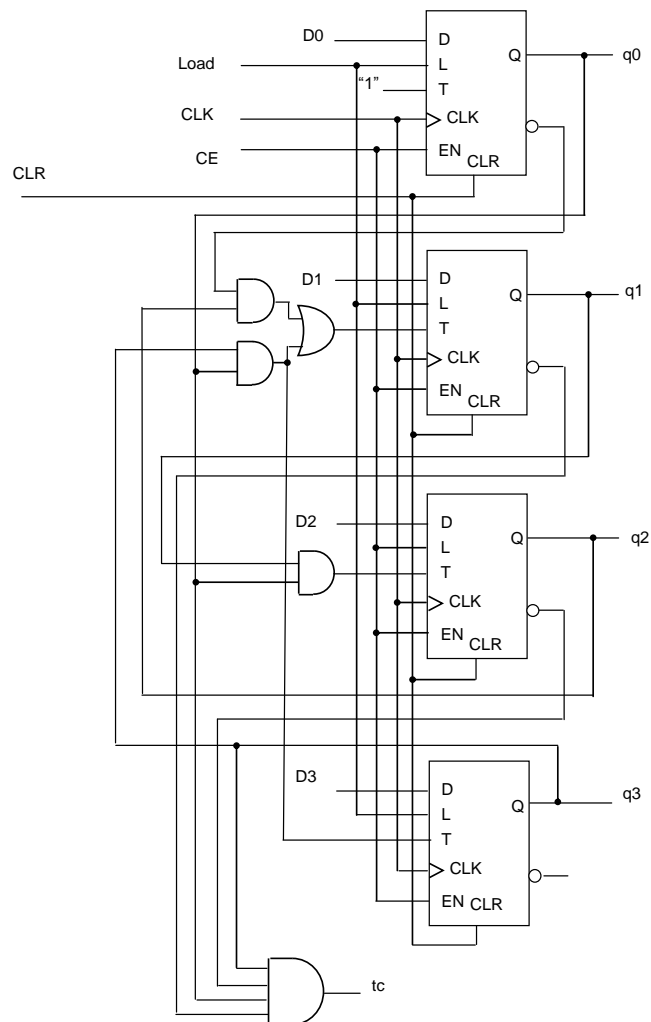 D0
D
Q
q0
Load
L
"1"
T
CLK
CLK
CE
EN
CLR
CLR
D1
D
Q
q1
L
T
CLK
EN
CLR
D2
D
Q
q2
L
T
CLK
EN
CLR
D3
D
Q
q3
L
T
CLK
EN
CLR
tc